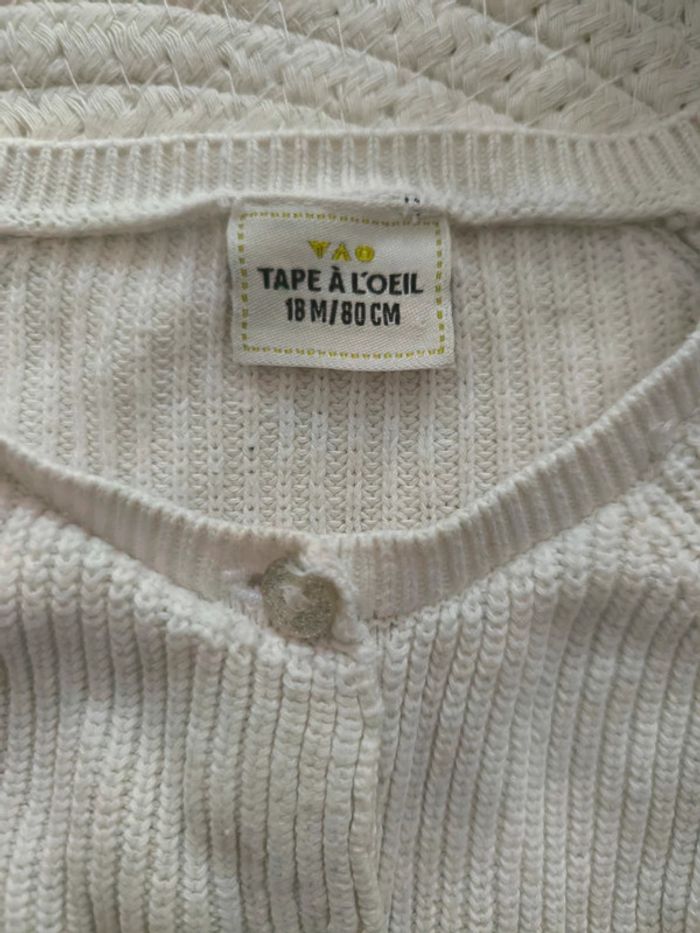 TAO
TAPE À L'OEIL
18 M/80 CM